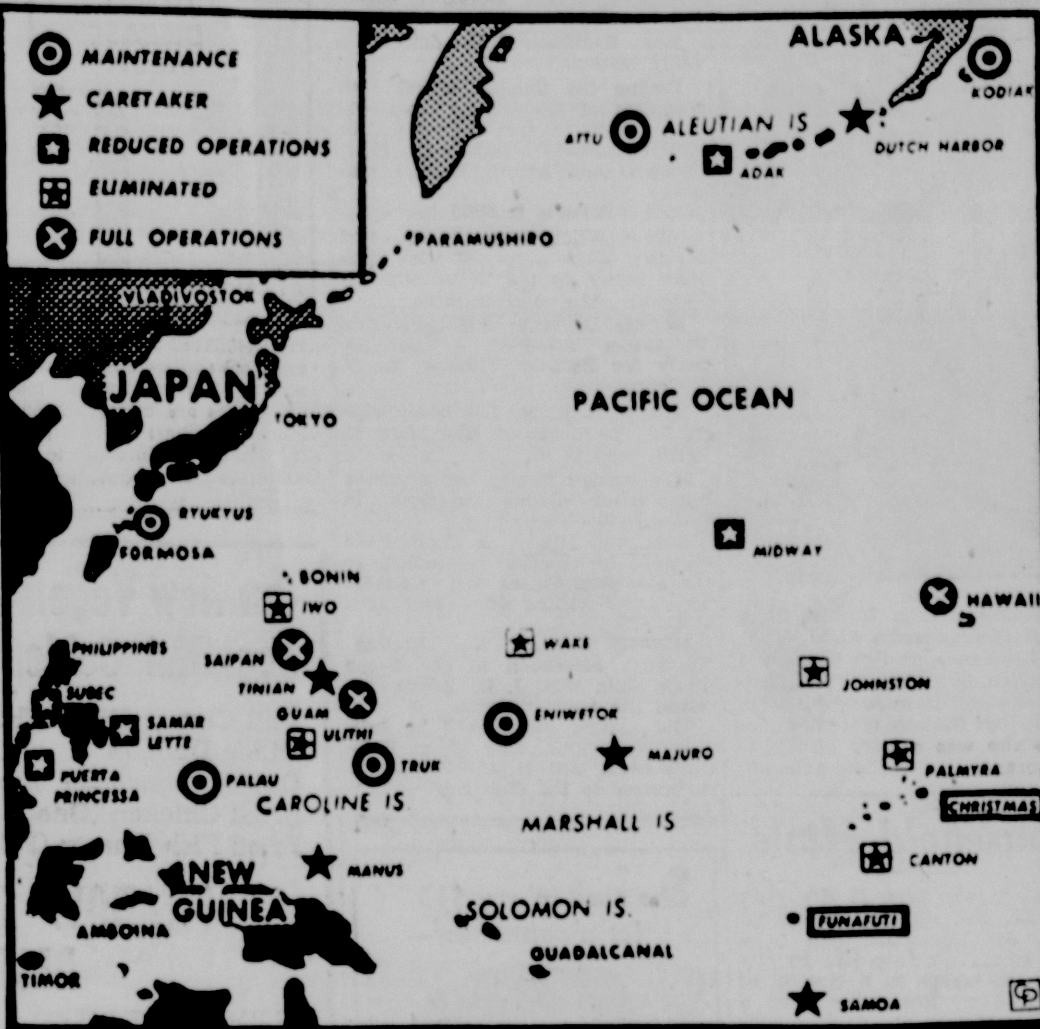 MAINTENANCE
CARETAKER
REDUCED OPERATIONS
ELIMINATED
FULL OPERATIONS
ALASKA
KODIAK
ATTU
ALEUTIAN IS
DUTCH HARBOR
ADAK
PARAMUSHIRO
VLADIVOSTOK
JAPAN
TOKYO
PACIFIC OCEAN
RYUKYUS
FORMOSA
MIDWAY
BONIN
IWO
HAWAII
PHILIPPINES
SAIPAN
WAKE
TINIAN
JOHNSTON
SUBEC
GUAM
SAMAR
LEYTE
ULITHI
ENIWETOK
MAJURO
PUERTA
PRINCESSA
PALAU
TRUK
PALMYRA
CAROLINE IS
CHRISTMAS
MARSHALL IS
NEW
GUINEA
MANUS
CANTON
SOLOMON IS.
FUNAFUTI
AMBOINA
GUADALCANAL
TIMOR
SAMOA
CP